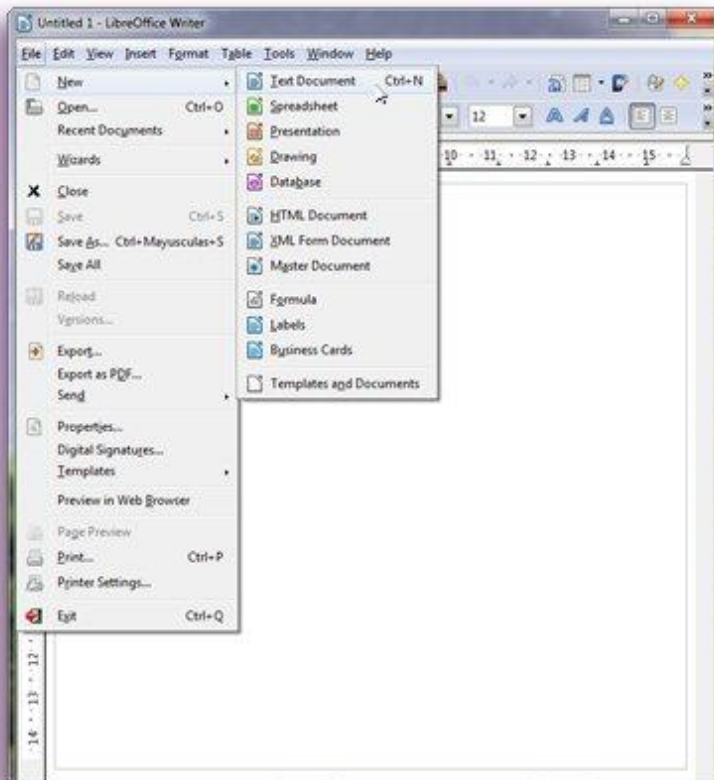 Untitled 1 - LibreOffice Writer
File Edit View Insert Format Table Tools Window Help
New
Open... Ctrl+O
Recent Documents
Wizards
Close
Save Ctrl+S
Save As... Ctrl+Mayusculas+S
Save All
Reload
Versions...
Export...
Export as PDF...
Send
Properties...
Digital Signatures...
Templates
Preview in Web Browser
Page Preview
Print... Ctrl+P
Printer Settings...
Exit Ctrl+Q
Text Document Ctrl+N
Spreadsheet
Presentation
Drawing
Database
HTML Document
XML Form Document
Master Document
Formula
Labels
Business Cards
Templates and Documents
12
10 11 12 13 14 15
12
13
14